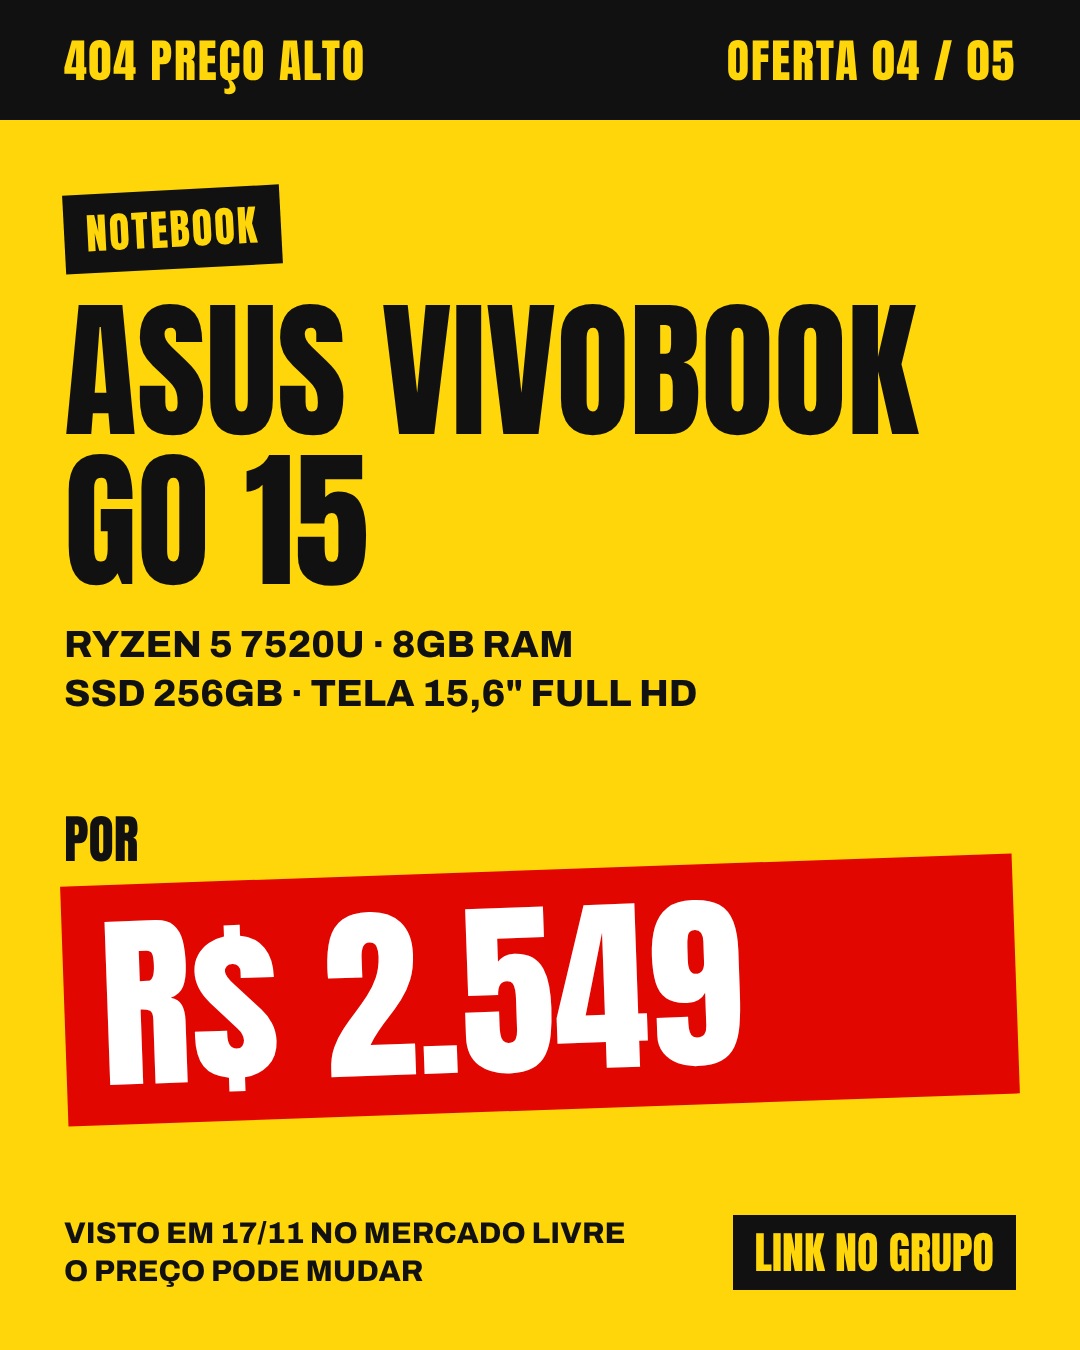 404 PREÇO ALTO
OFERTA 04 / 05
NOTEBOOK
ASUS VIVOBOOK
GO 15
RYZEN 5 7520U · 8GB RAM
SSD 256GB · TELA 15,6" FULL HD
POR
R$ 2.549
VISTO EM 17/11 NO MERCADO LIVRE
O PREÇO PODE MUDAR
LINK NO GRUPO